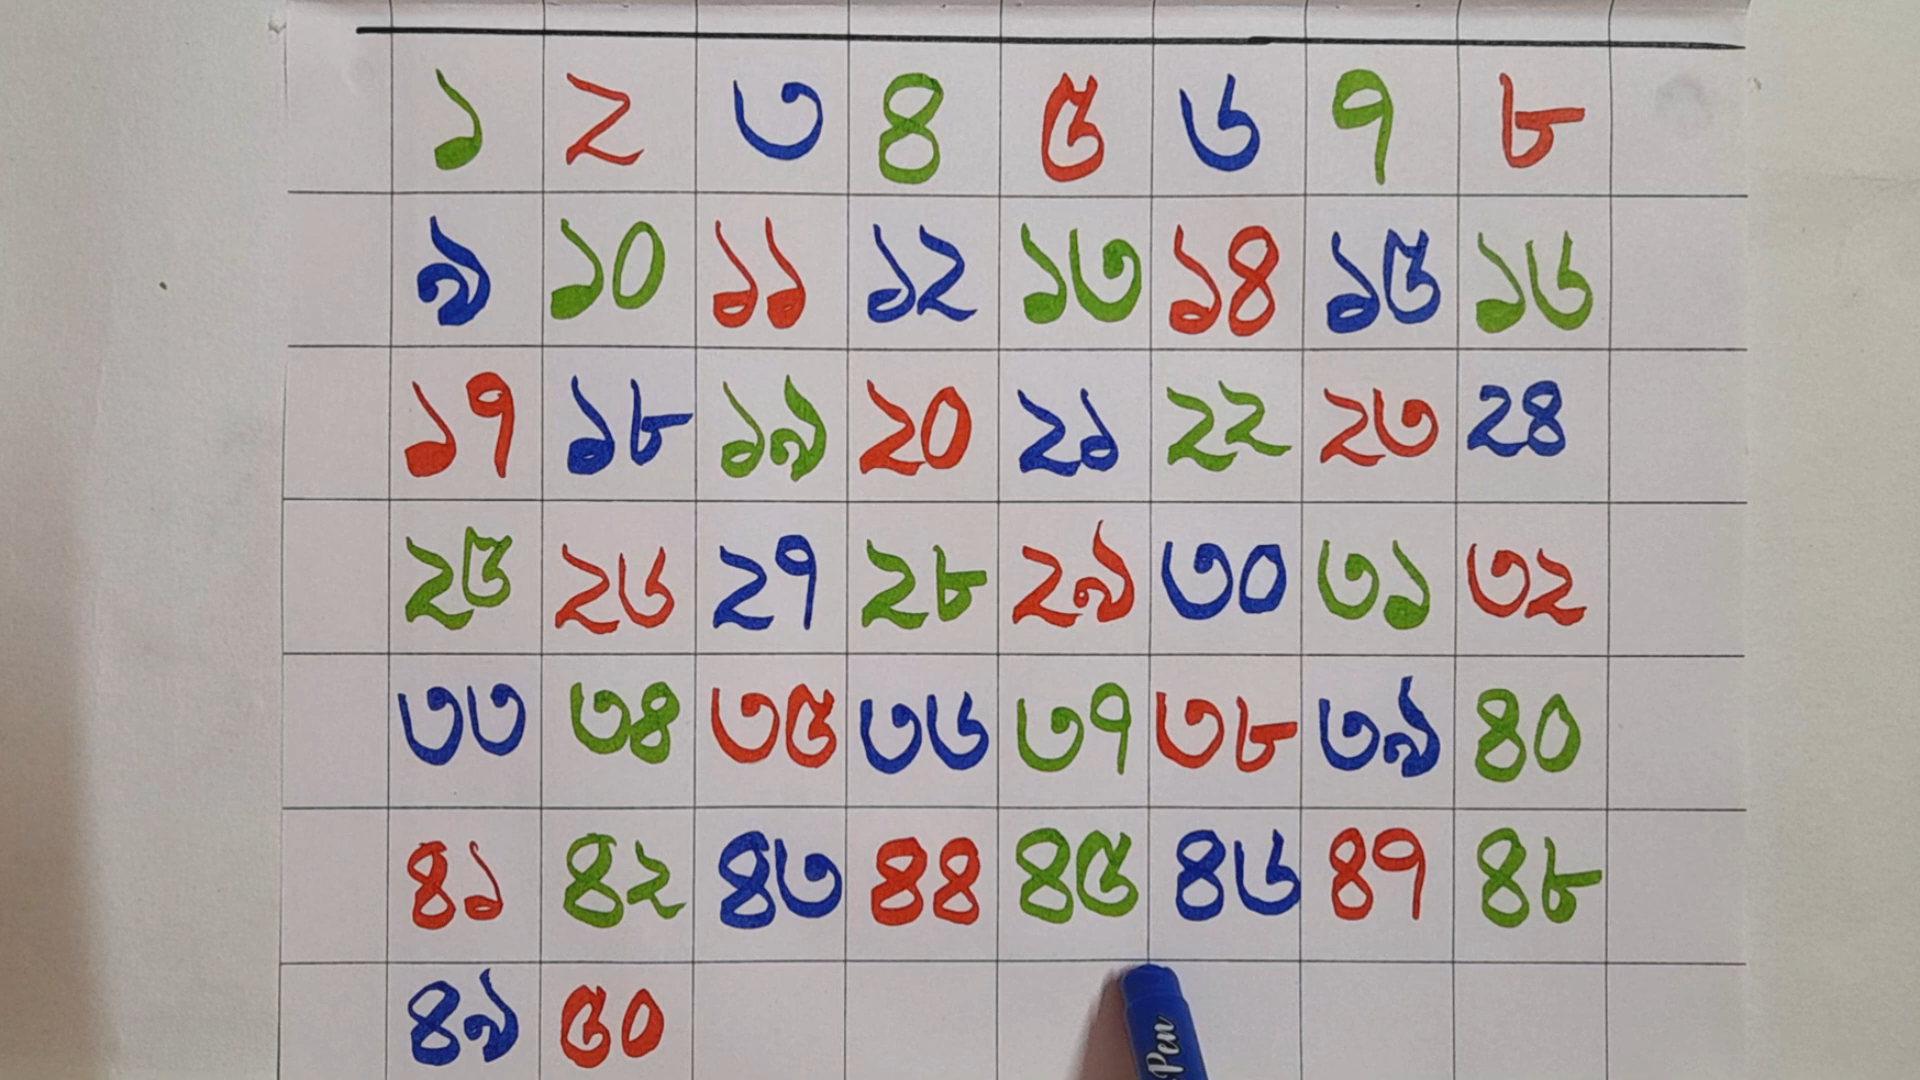 ১ ২ ৩ ৪ ৫ ৬ ৭ ৮
৯ ১০ ১১ ১২ ১৩ ১৪ ১৫ ১৬
১৭ ১৮ ১৯ ২০ ২১ ২২ ২৩ ২৪
২৫ ২৬ ২৭ ২৮ ২৯ ৩০ ৩১ ৩২
৩৩ ৩৪ ৩৫ ৩৬ ৩৭ ৩৮ ৩৯ ৪০
৪১ ৪২ ৪৩ ৪৪ ৪৫ ৪৬ ৪৭ ৪৮
৪৯ ৫০
Pen